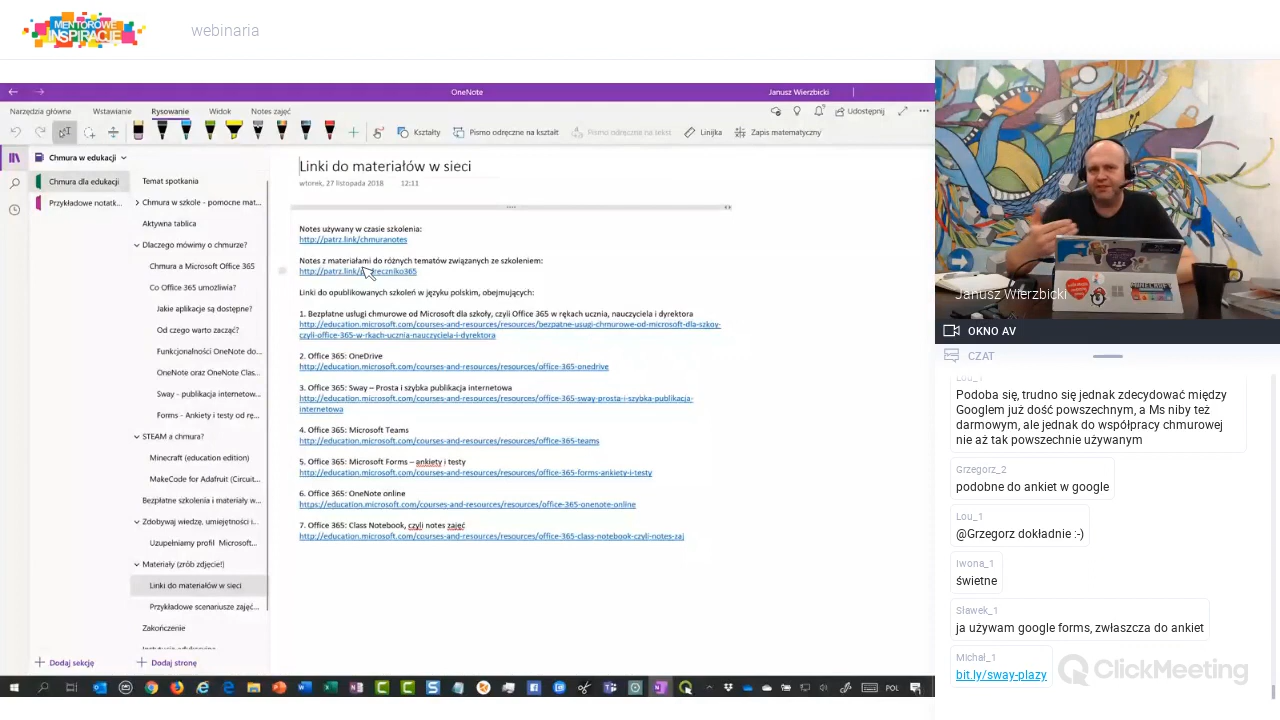 MENTOROWE
INSPIRACJE
webinaria
OneNote
Janusz Wierzbicki
Narzędzia główne
Wstawianie
Rysowanie
Widok
Notes zajęć
Udostępnij
Kształty
Pismo odręczne na kształt
Pismo odręczne na tekst
Linijka
Zapis matematyczny
Chmura w edukacji
Chmura dla edukacji
Przykładowe notatk...
Temat spotkania
Chmura w szkole - pomocne mat...
Aktywna tablica
Dlaczego mówimy o chmurze?
Chmura a Microsoft Office 365
Co Office 365 umożliwia?
Jakie aplikacje są dostępne?
Od czego warto zacząć?
Funkcjonalności OneNote do...
OneNote oraz OneNote Clas...
Sway - publikacja internetow...
Forms - Ankiety i testy od rę...
STEAM a chmura?
Minecraft (education edition)
MakeCode for Adafruit (Circuit...
Bezpłatne szkolenia i materiały w...
Zdobywaj wiedzę, umiejętności i...
Uzupełniamy profil Microsoft...
Materiały (zrób zdjęcie!)
Linki do materiałów w sieci
Przykładowe scenariusze zajęć...
Zakończenie
Dodaj sekcję
Dodaj stronę
Linki do materiałów w sieci
wtorek, 27 listopada 2018 12:11
Notes używany w czasie szkolenia:
http://patrz.link/chmuranotes
Notes z materiałami do różnych tematów związanych ze szkoleniem:
Linki do opublikowanych szkoleń w języku polskim, obejmujących:
1. Bezpłatne usługi chmurowe od Microsoft dla szkoły, czyli Office 365 w rękach ucznia, nauczyciela i dyrektora
http://education.microsoft.com/courses-and-resources/resources/bezpatne-usugi-chmurowe-od-microsoft-dla-szkoy-
czyli-office-365-w-rkach-ucznia-nauczyciela-i-dyrektora
2. Office 365: OneDrive
http://education.microsoft.com/courses-and-resources/resources/office-365-onedrive
3. Office 365: Sway – Prosta i szybka publikacja internetowa
http://education.microsoft.com/courses-and-resources/resources/office-365-sway-prosta-i-szybka-publikacja-
internetowa
4. Office 365: Microsoft Teams
http://education.microsoft.com/courses-and-resources/resources/office-365-teams
5. Office 365: Microsoft Forms – ankiety i testy
http://education.microsoft.com/courses-and-resources/resources/office-365-forms-ankiety-i-testy
6. Office 365: OneNote online
https://education.microsoft.com/courses-and-resources/resources/office-365-onenote-online
7. Office 365: Class Notebook, czyli notes zajęć
http://education.microsoft.com/courses-and-resources/resources/office-365-class-notebook-czyli-notes-zaj
POL
Janusz Wierzbicki
OKNO AV
CZAT
Lou_1
Podoba się, trudno się jednak zdecydować między
Googlem już dość powszechnym, a Ms niby też
darmowym, ale jednak do współpracy chmurowej
nie aż tak powszechnie używanym
Grzegorz_2
podobne do ankiet w google
Lou_1
@Grzegorz dokładnie :-)
Iwona_1
świetne
Sławek_1
ja używam google forms, zwłaszcza do ankiet
Michał_1
bit.ly/sway-plazy
ClickMeeting